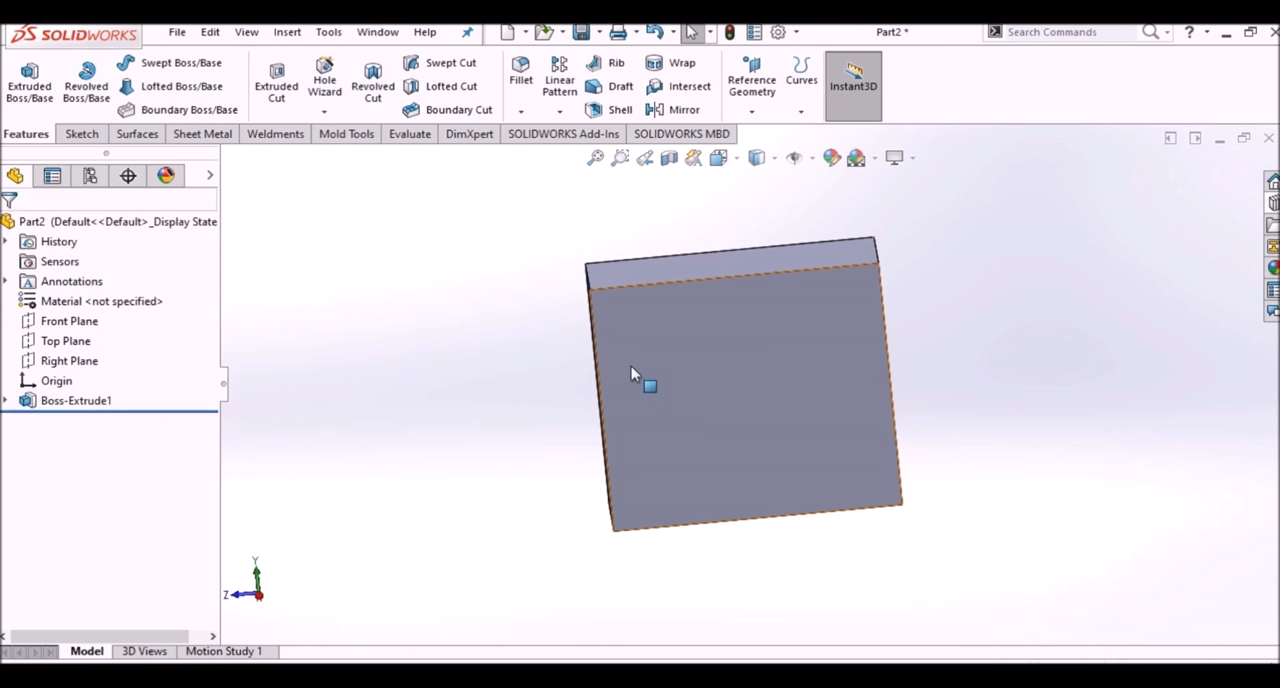 SOLIDWORKS File Edit View Insert Tools Window Help Part2 * Search Commands ?
Extruded Boss/Base Revolved Boss/Base Swept Boss/Base Lofted Boss/Base Boundary Boss/Base Extruded Cut Hole Wizard Revolved Cut Swept Cut Lofted Cut Boundary Cut Fillet Linear Pattern Rib Draft Shell Wrap Intersect Mirror Reference Geometry Curves Instant3D
Features Sketch Surfaces Sheet Metal Weldments Mold Tools Evaluate DimXpert SOLIDWORKS Add-Ins SOLIDWORKS MBD
Part2 (Default<<Default>_Display State
History
Sensors
Annotations
Material <not specified>
Front Plane
Top Plane
Right Plane
Origin
Boss-Extrude1
Y
Z
Model 3D Views Motion Study 1